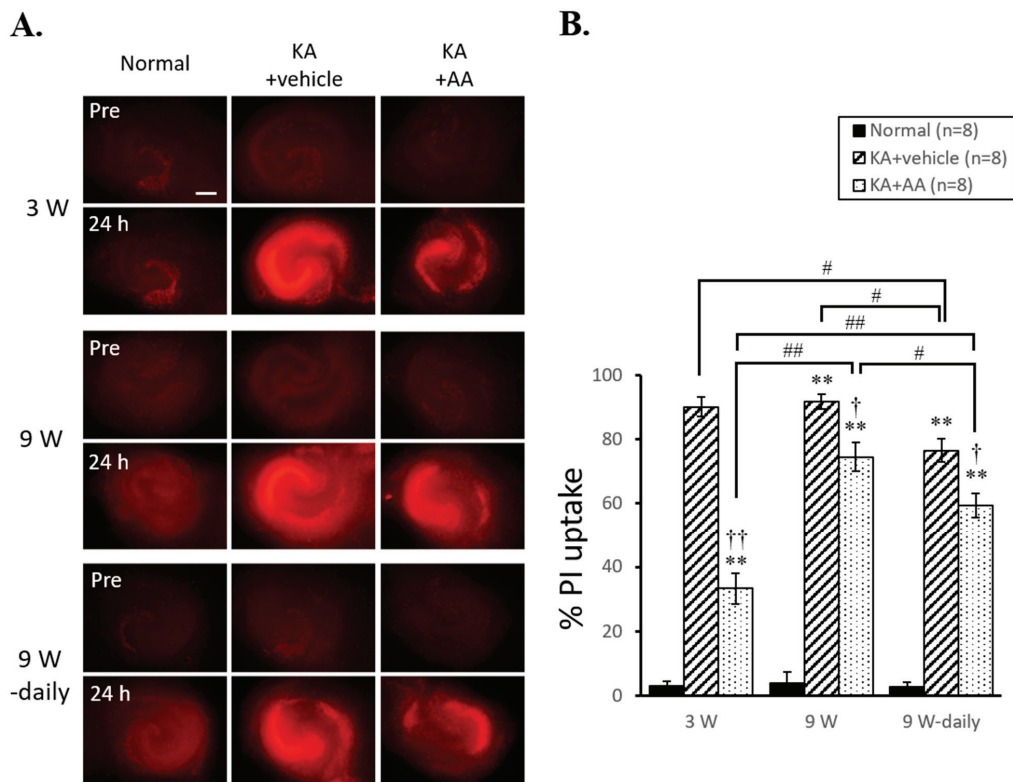 A.
Normal
KA
+vehicle
KA
+AA
Pre
3 W
24 h
Pre
9 W
24 h
Pre
9 W
-daily
24 h
B.
Normal (n=8)
KA+vehicle (n=8)
KA+AA (n=8)
#
#
##
##
#
% PI uptake
100
80
60
40
20
0
††
**
**
†
**
**
†
**
3 W
9 W
9 W-daily